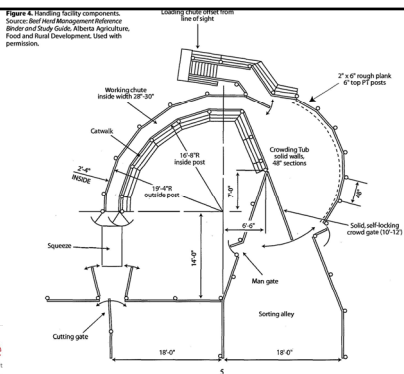 Figure 4. Handling facility components.
Source: Beef Herd Management Reference
Binder and Study Guide, Alberta Agriculture,
Food and Rural Development. Used with
permission.
Loading chute offset from
line of sight
2" x 6" rough plank
6" top PT posts
Working chute
inside width 28"-30"
Catwalk
16'-8"R
inside post
Crowding Tub
solid walls,
48" sections
2'-4"
INSIDE
19'-4"R
outside post
7'-0"
48"
6'-6"
Solid, self-locking
crowd gate (10'-12')
Squeeze
14'-0"
Man gate
Sorting alley
Cutting gate
18'-0"
18'-0"
5